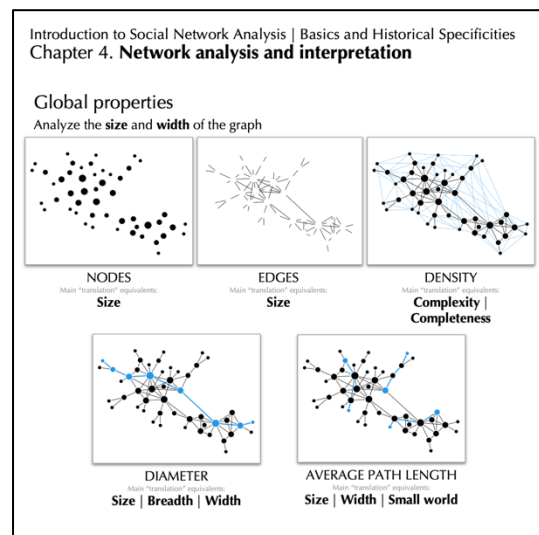 Introduction to Social Network Analysis | Basics and Historical Specificities
Chapter 4. Network analysis and interpretation
Global properties
Analyze the size and width of the graph
NODES
Main "translation" equivalents:
Size
EDGES
Main "translation" equivalents:
Size
DENSITY
Main "translation" equivalents:
Complexity |
Completeness
DIAMETER
Main "translation" equivalents:
Size | Breadth | Width
AVERAGE PATH LENGTH
Main "translation" equivalents:
Size | Width | Small world